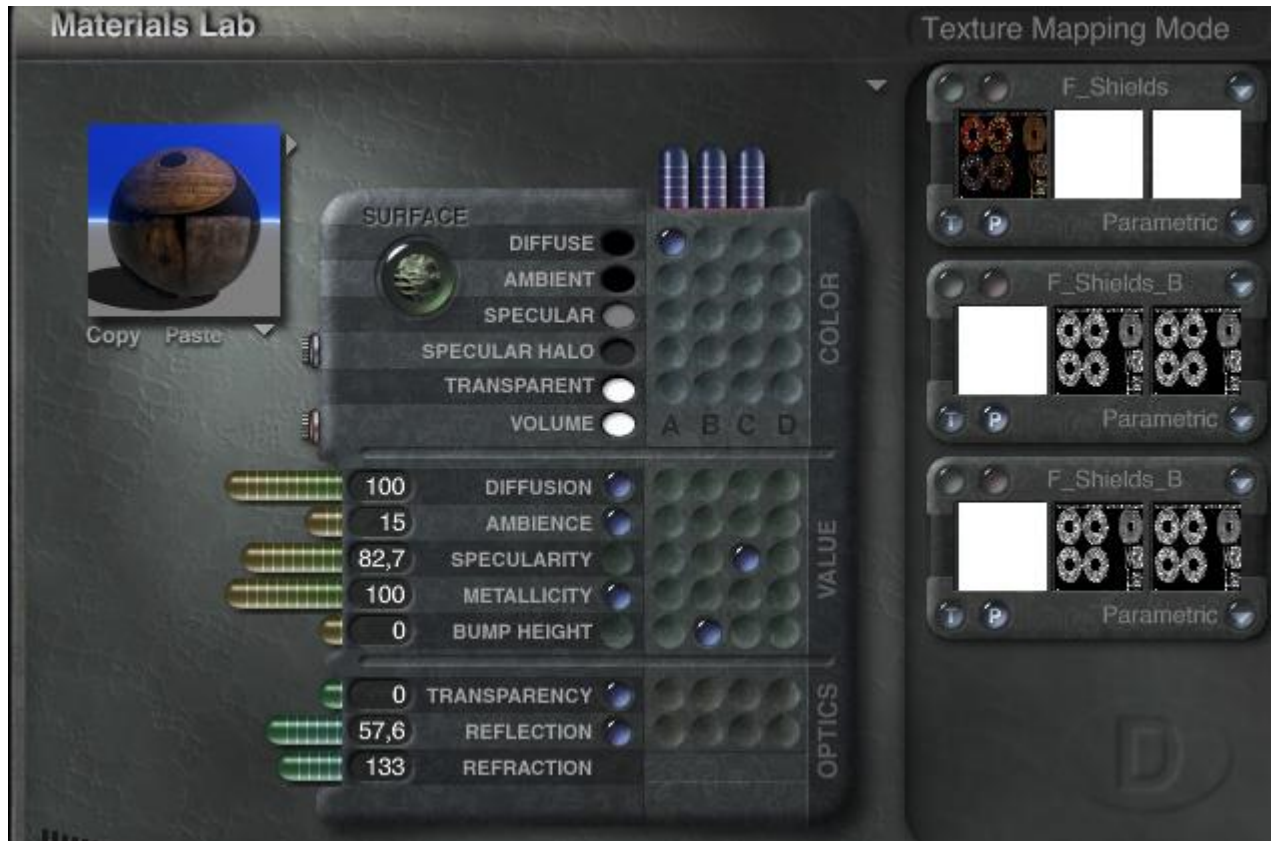 Materials Lab
Texture Mapping Mode
Copy Paste
SURFACE
DIFFUSE
AMBIENT
SPECULAR
SPECULAR HALO
TRANSPARENT
VOLUME
A B C D
COLOR
100 DIFFUSION
15 AMBIENCE
82,7 SPECULARITY
100 METALLICITY
0 BUMP HEIGHT
VALUE
0 TRANSPARENCY
57,6 REFLECTION
133 REFRACTION
OPTICS
F_Shields
T P Parametric
F_Shields_B
T P Parametric
F_Shields_B
T P Parametric
D